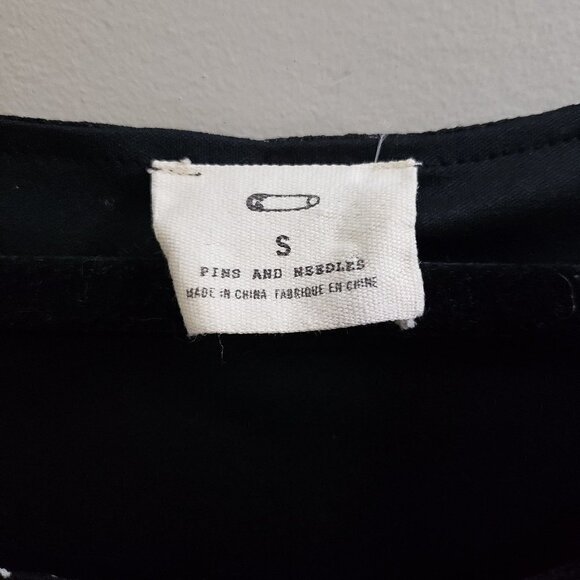 S
PINS AND NEEDLES
MADE IN CHINA FABRIQUE EN CHINE